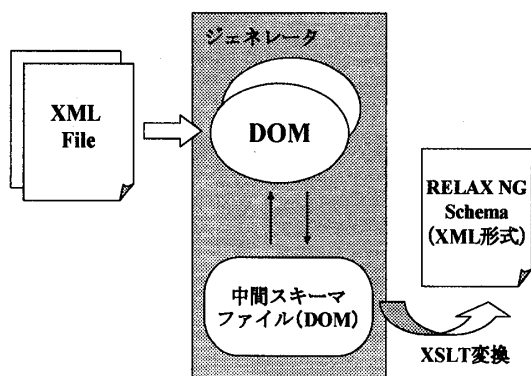 ジェネレータ
XML
File
DOM
RELAX NG
Schema
(XML形式)
中間スキーマ
ファイル(DOM)
XSLT変換